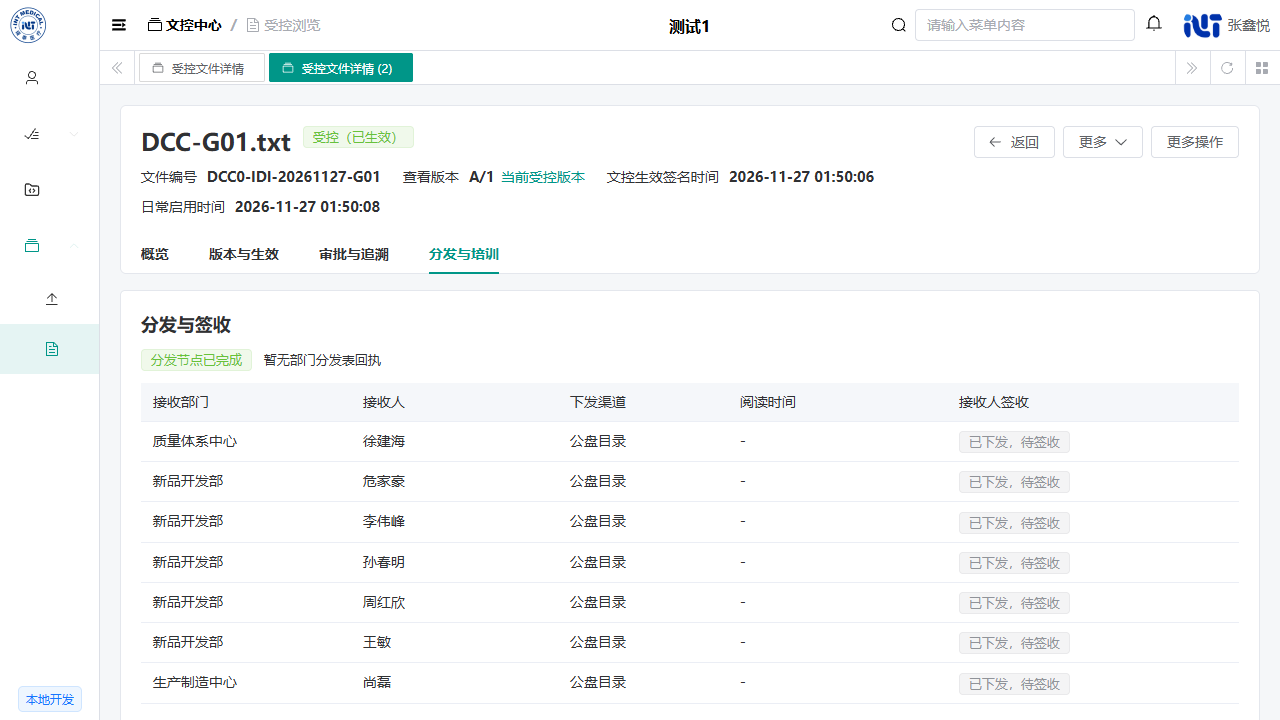 文控中心 / 受控浏览
测试1
请输入菜单内容
张鑫悦
受控文件详情
受控文件详情 (2)
DCC-G01.txt
受控（已生效）
返回
更多
更多操作
文件编号 DCC0-IDI-20261127-G01 查看版本 A/1 当前受控版本 文控生效签名时间 2026-11-27 01:50:06
日常启用时间 2026-11-27 01:50:08
概览 版本与生效 审批与追溯 分发与培训
分发与签收
分发节点已完成 暂无部门分发表回执
接收部门 接收人 下发渠道 阅读时间 接收人签收
质量体系中心 徐建海 公盘目录 - 已下发，待签收
新品开发部 危家豪 公盘目录 - 已下发，待签收
新品开发部 李伟峰 公盘目录 - 已下发，待签收
新品开发部 孙春明 公盘目录 - 已下发，待签收
新品开发部 周红欣 公盘目录 - 已下发，待签收
新品开发部 王敏 公盘目录 - 已下发，待签收
生产制造中心 尚磊 公盘目录 - 已下发，待签收
本地开发